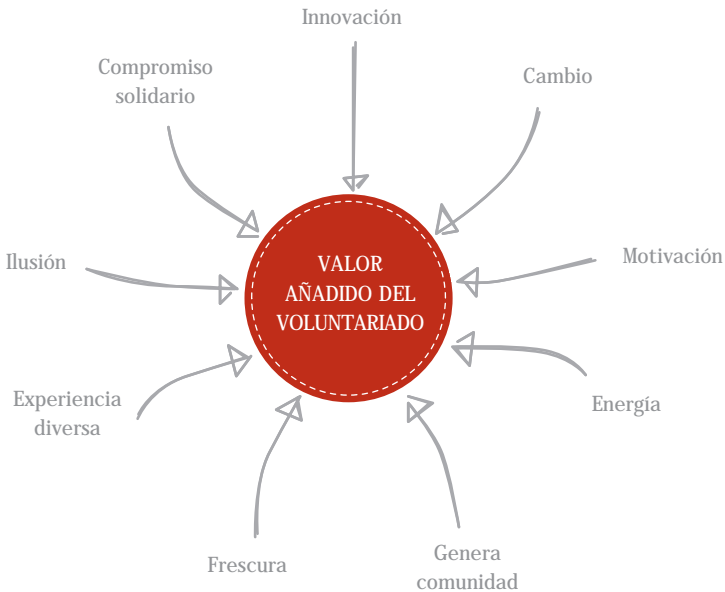 Innovación
Compromiso
solidario
Cambio
Ilusión
Motivación
VALOR
AÑADIDO DEL
VOLUNTARIADO
Experiencia
diversa
Energía
Frescura
Genera
comunidad